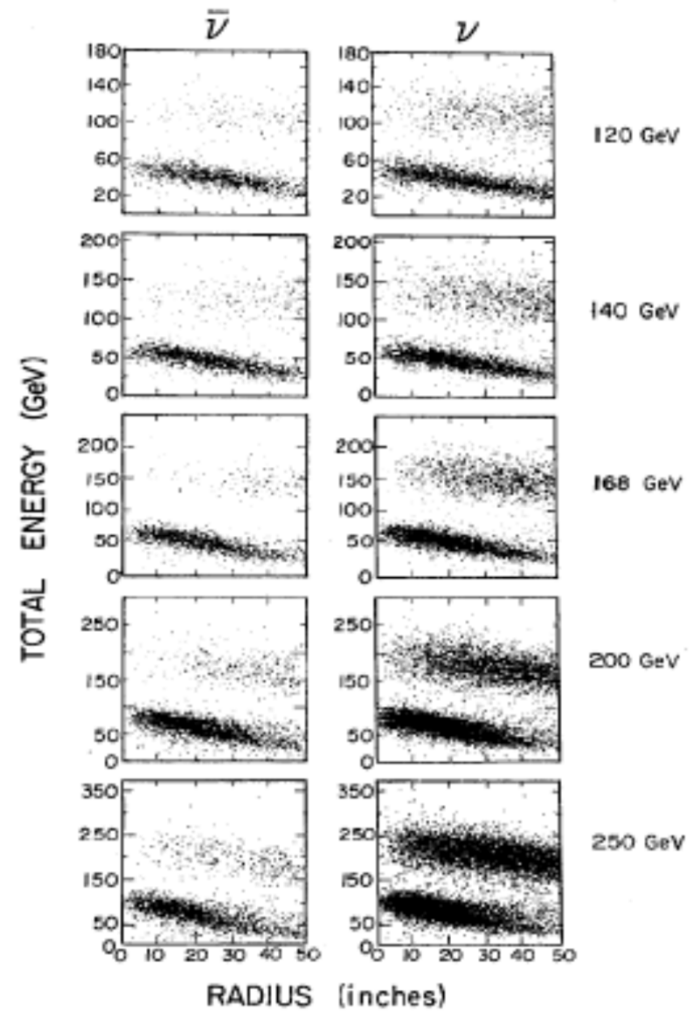 ν̅ ν
180 180
140 140
100 100
60 60
20 20
120 GeV
200 200
150 150
100 100
50 50
0 0
140 GeV
200 200
150 150
100 100
50 50
0 0
168 GeV
250 250
150 150
50 50
0 0
200 GeV
350 350
250 250
150 150
50 50
0 0
250 GeV
0 10 20 30 40 50 0 10 20 30 40 50
TOTAL ENERGY (GeV)
RADIUS (inches)